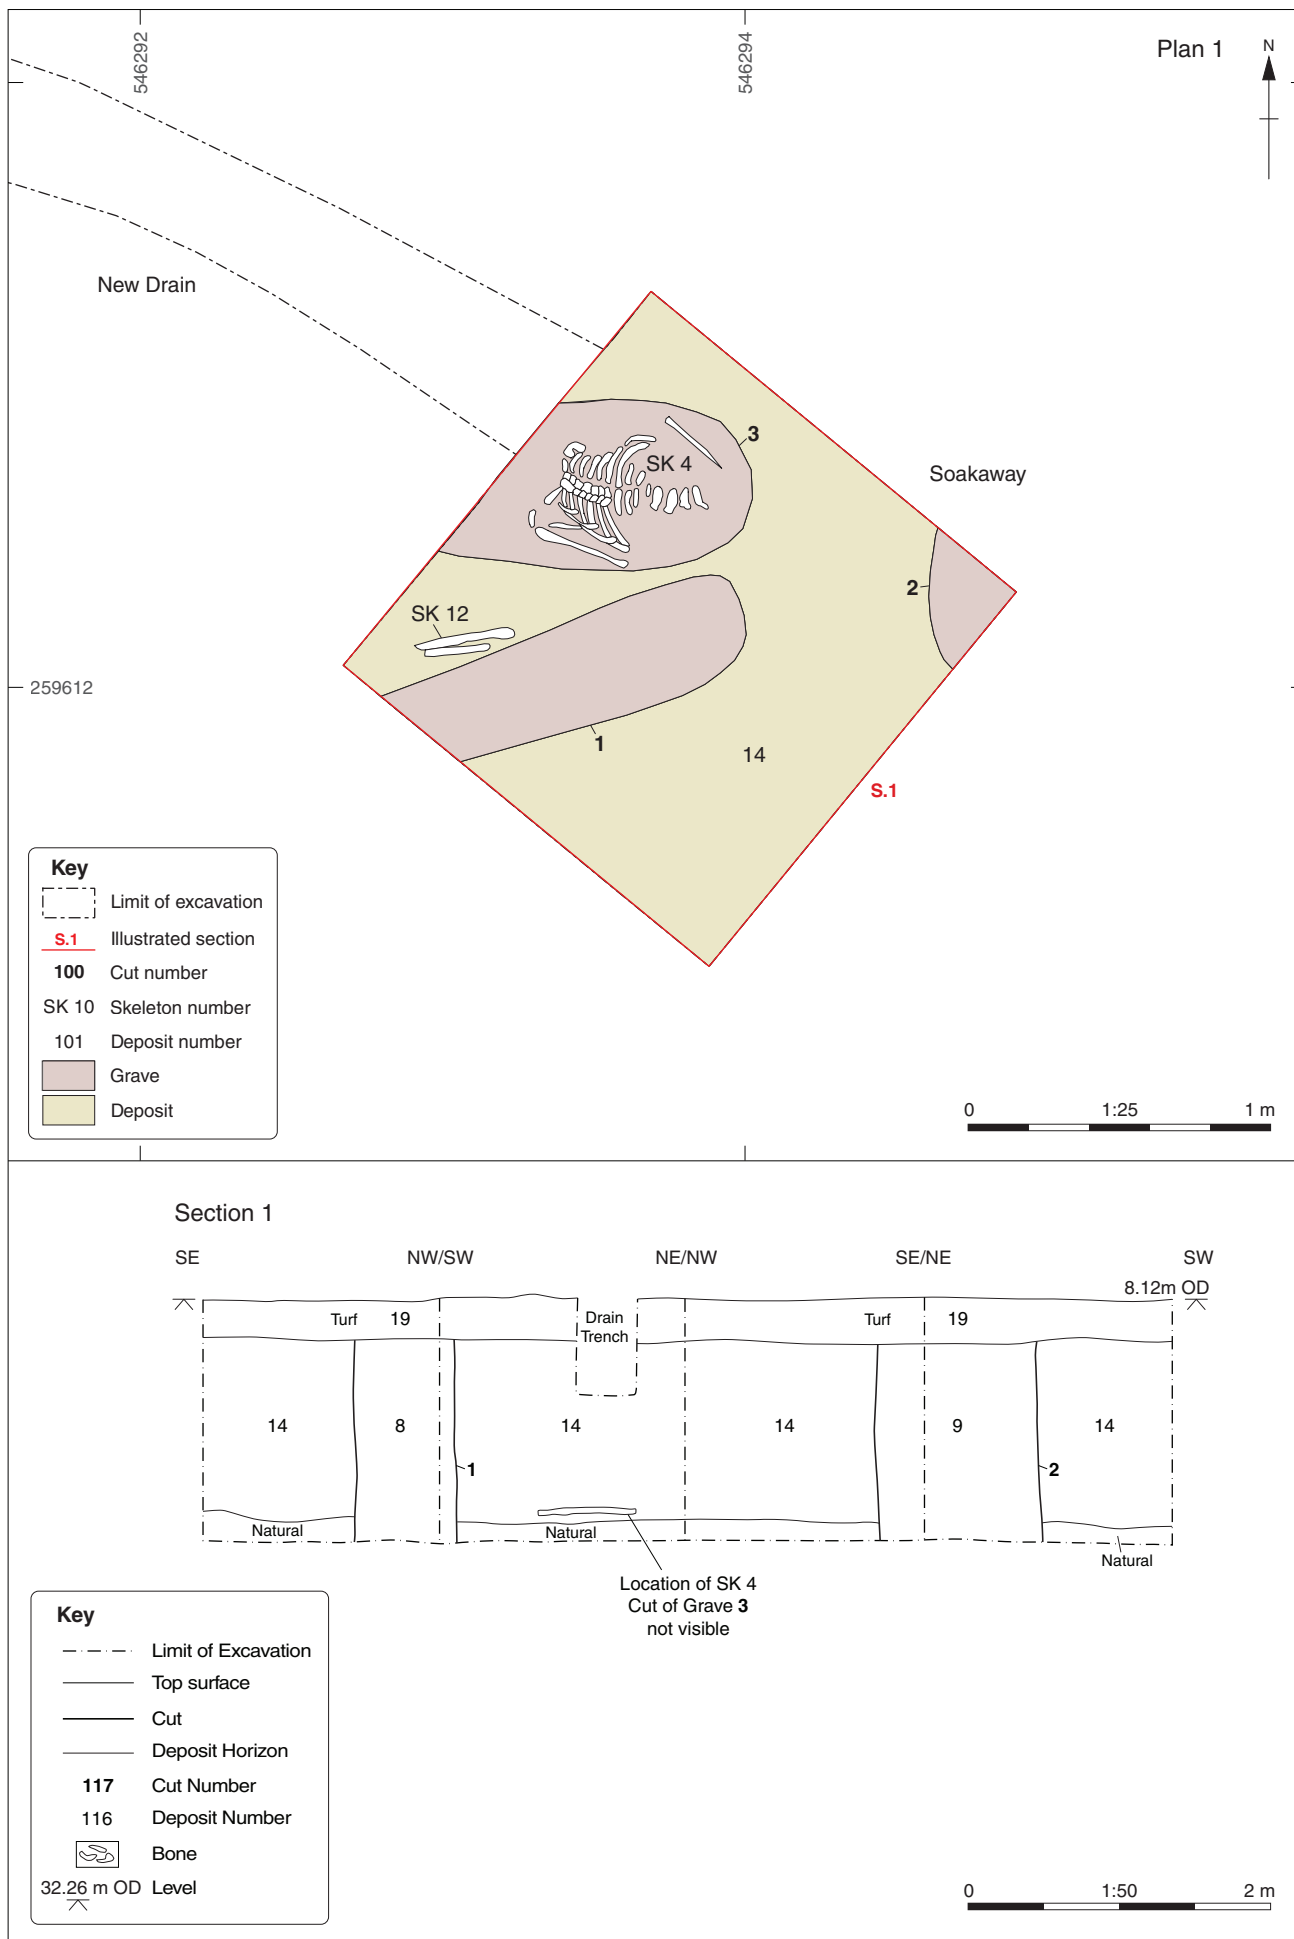 546292
546294
Plan 1
N
New Drain
3
SK 4
Soakaway
2
SK 12
259612
1
14
S.1
Key
Limit of excavation
S.1 Illustrated section
100 Cut number
SK 10 Skeleton number
101 Deposit number
Grave
Deposit
0 1:25 1 m
Section 1
SE NW/SW NE/NW SE/NE SW
8.12m OD
Turf 19 Drain Trench Turf 19
14 8 14 14 9 14
1 2
Natural Natural Natural
Location of SK 4
Cut of Grave 3
not visible
Key
Limit of Excavation
Top surface
Cut
Deposit Horizon
117 Cut Number
116 Deposit Number
Bone
32.26 m OD Level
0 1:50 2 m